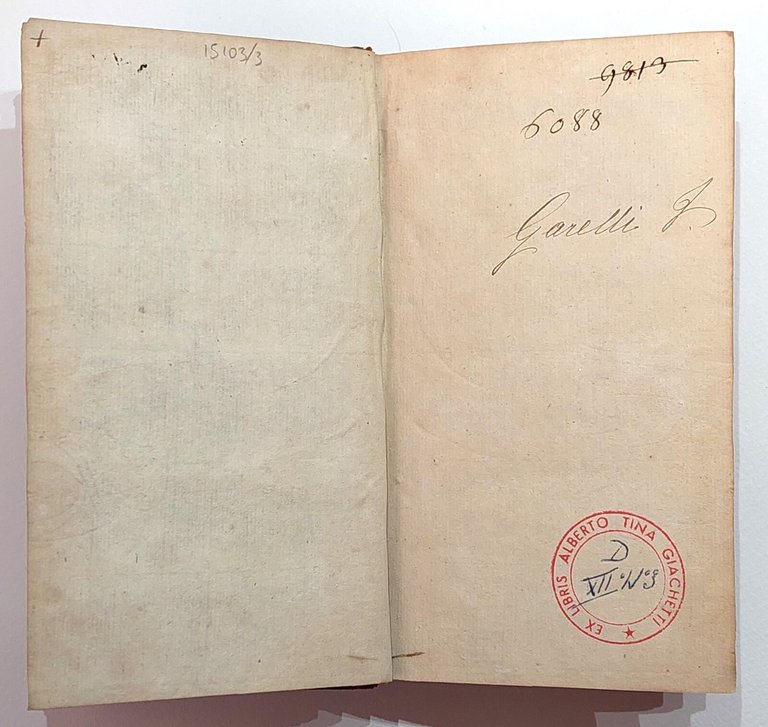 +
15103/3
9813
6088
Garelli J.
EX LIBRIS ALBERTO TINA GIACHETTI ★
D
XII° N°3